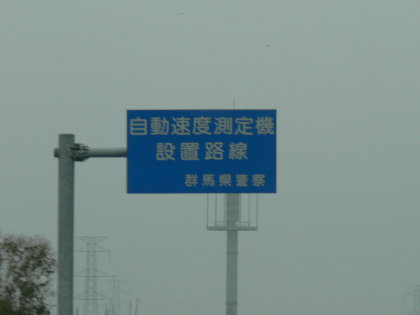 自動速度測定機
設置路線
群馬県警察